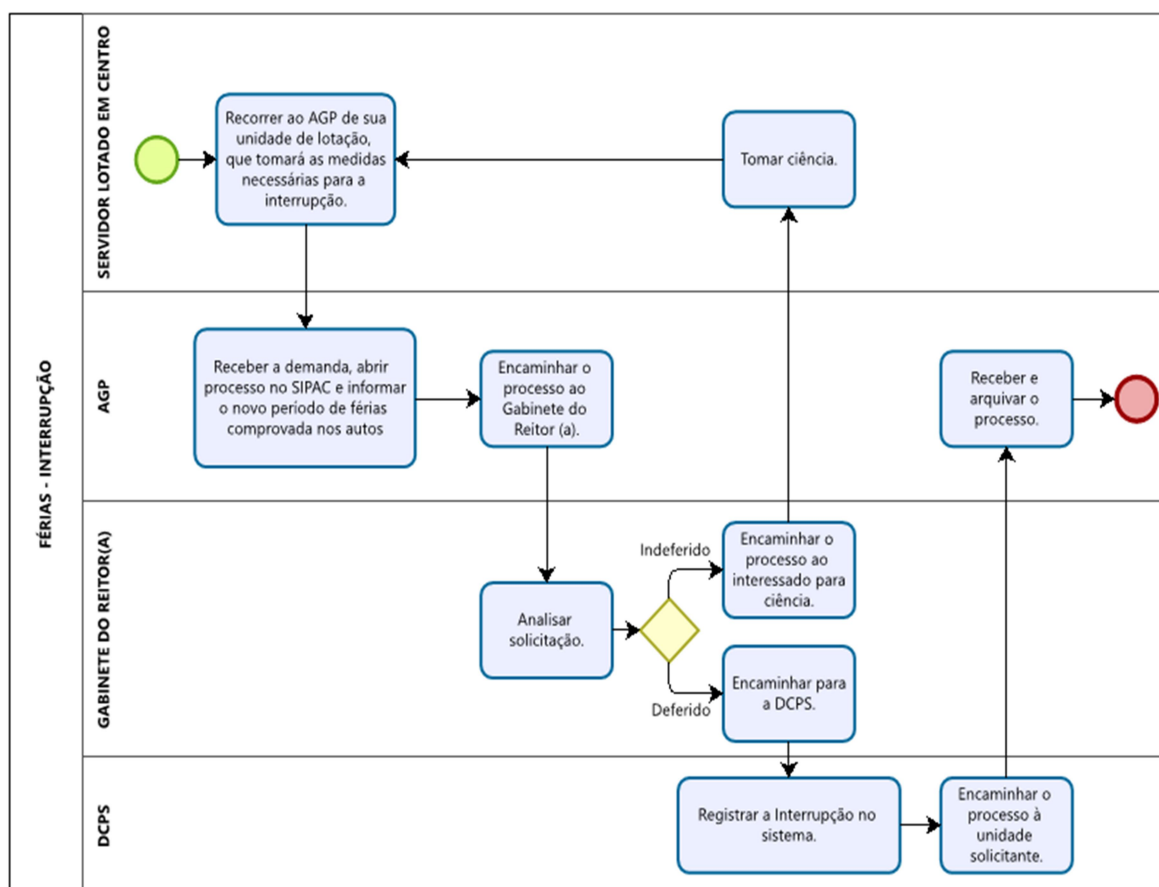 FÉRIAS - INTERRUPÇÃO
SERVIDOR LOTADO EM CENTRO
Recorrer ao AGP de sua
unidade de lotação,
que tomará as medidas
necessárias para a
interrupção.
Tomar ciência.
AGP
Receber a demanda, abrir
processo no SIPAC e informar
o novo período de férias
comprovada nos autos
Encaminhar o
processo ao
Gabinete do
Reitor (a).
Receber e
arquivar o
processo.
GABINETE DO REITOR(A)
Analisar
solicitação.
Indeferido
Encaminhar o
processo ao
interessado para
ciência.
Deferido
Encaminhar para
a DCPS.
DCPS
Registrar a Interrupção no
sistema.
Encaminhar o
processo à
unidade
solicitante.